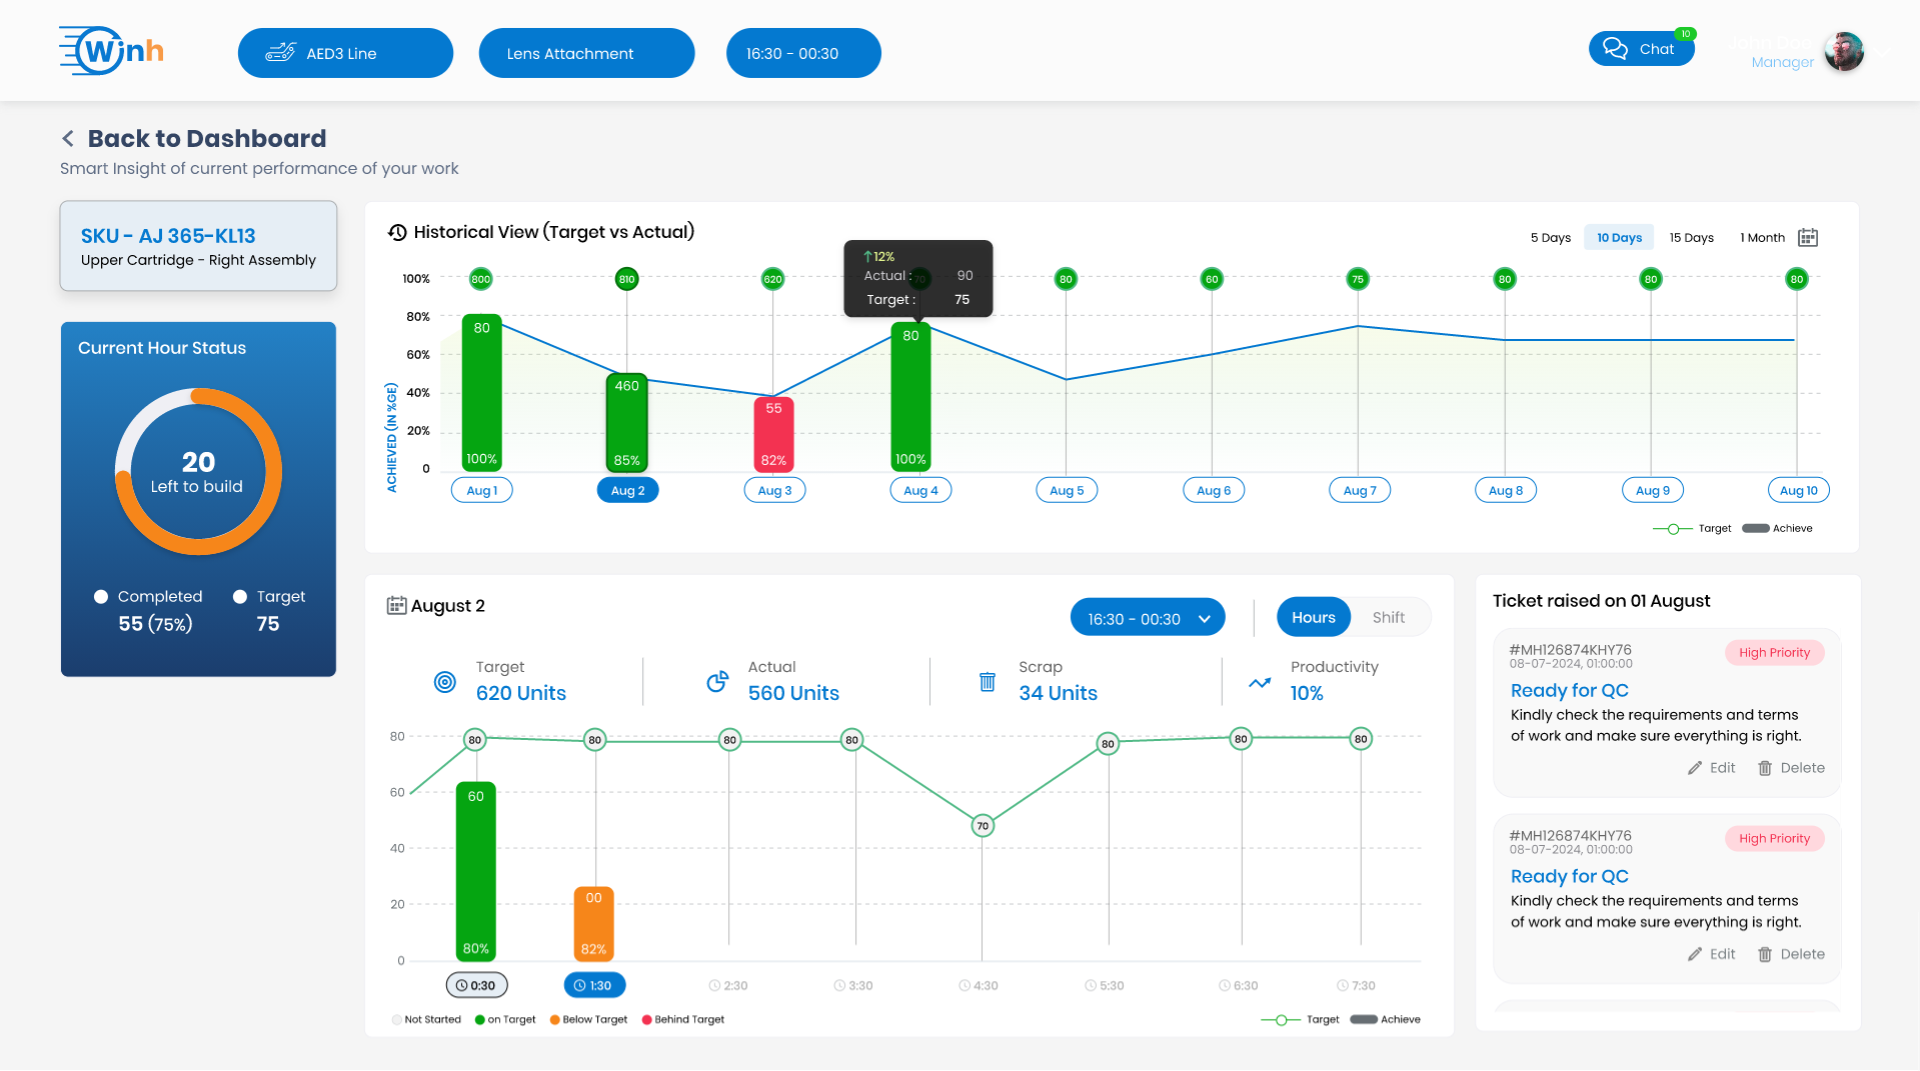 Winh
AED3 Line
Lens Attachment
16:30 - 00:30
Chat
10
Manager
Back to Dashboard
Smart Insight of current performance of your work
SKU - AJ 365-KL13
Upper Cartridge - Right Assembly
Current Hour Status
20
Left to build
Completed
55 (75%)
Target
75
Historical View (Target vs Actual)
5 Days
10 Days
15 Days
1 Month
↑12%
Actual : 90
Target : 75
ACHIEVED (IN %GE)
100%
80%
60%
40%
20%
0
800
810
620
70
80
60
75
80
80
80
80
100%
460
85%
55
82%
80
100%
Aug 1
Aug 2
Aug 3
Aug 4
Aug 5
Aug 6
Aug 7
Aug 8
Aug 9
Aug 10
Target
Achieve
August 2
16:30 - 00:30
Hours
Shift
Target
620 Units
Actual
560 Units
Scrap
34 Units
Productivity
10%
80
60
40
20
0
80
80
80
80
70
80
80
80
60
80%
00
82%
0:30
1:30
2:30
3:30
4:30
5:30
6:30
7:30
Not Started
on Target
Below Target
Behind Target
Target
Achieve
Ticket raised on 01 August
#MH126874KHY76
08-07-2024, 01:00:00
High Priority
Ready for QC
Kindly check the requirements and terms
of work and make sure everything is right.
Edit
Delete
#MH126874KHY76
08-07-2024, 01:00:00
High Priority
Ready for QC
Kindly check the requirements and terms
of work and make sure everything is right.
Edit
Delete